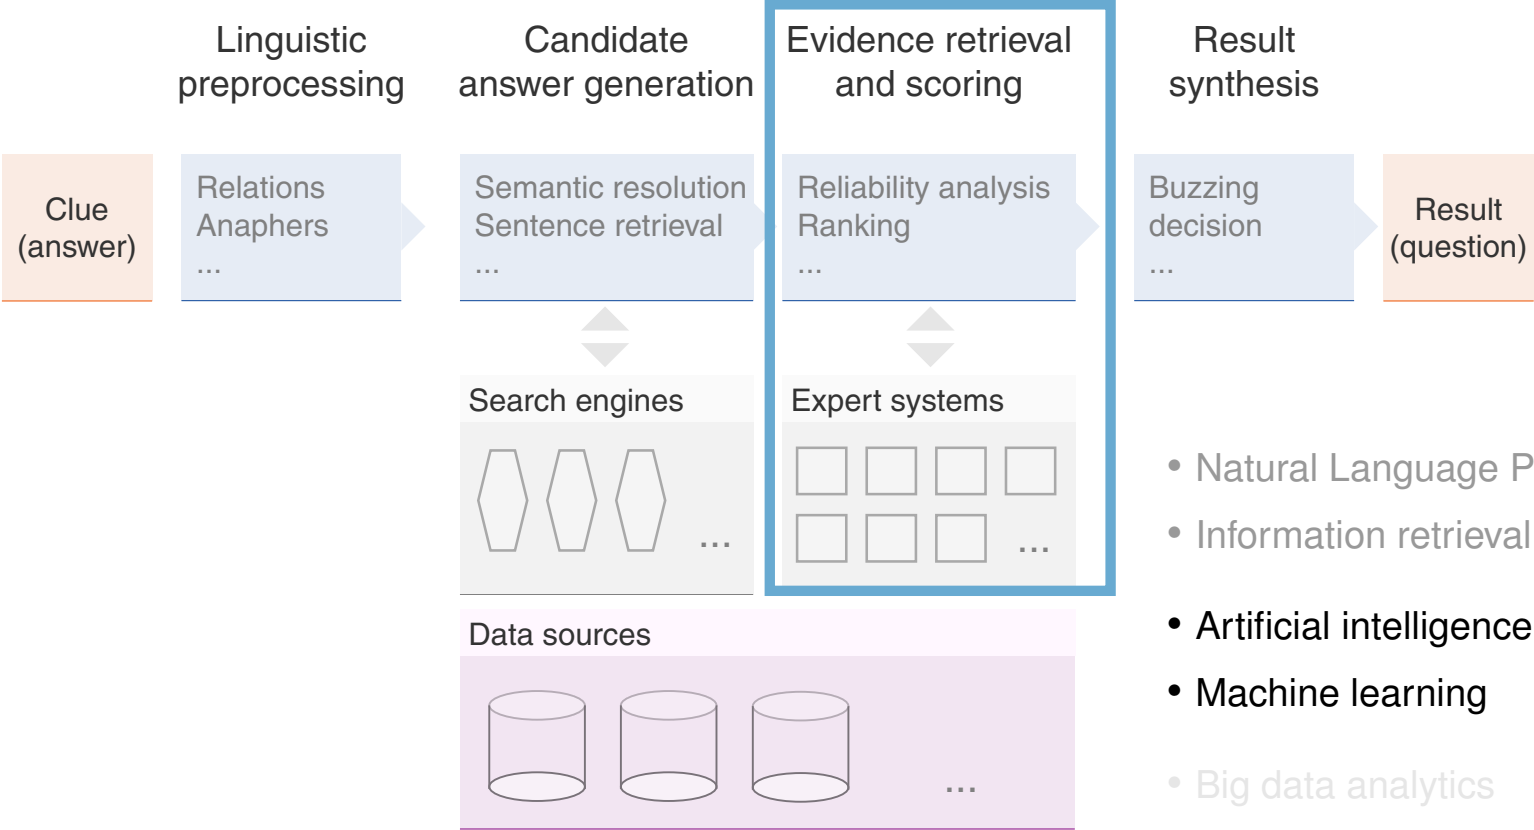 Linguistic
preprocessing
Candidate
answer generation
Evidence retrieval
and scoring
Result
synthesis
Clue
(answer)
Relations
Anaphers
...
Semantic resolution
Sentence retrieval
...
Reliability analysis
Ranking
...
Buzzing
decision
...
Result
(question)
Search engines
...
Expert systems
...
Data sources
...
• Natural Language P
• Information retrieval
• Artificial intelligence
• Machine learning
• Big data analytics